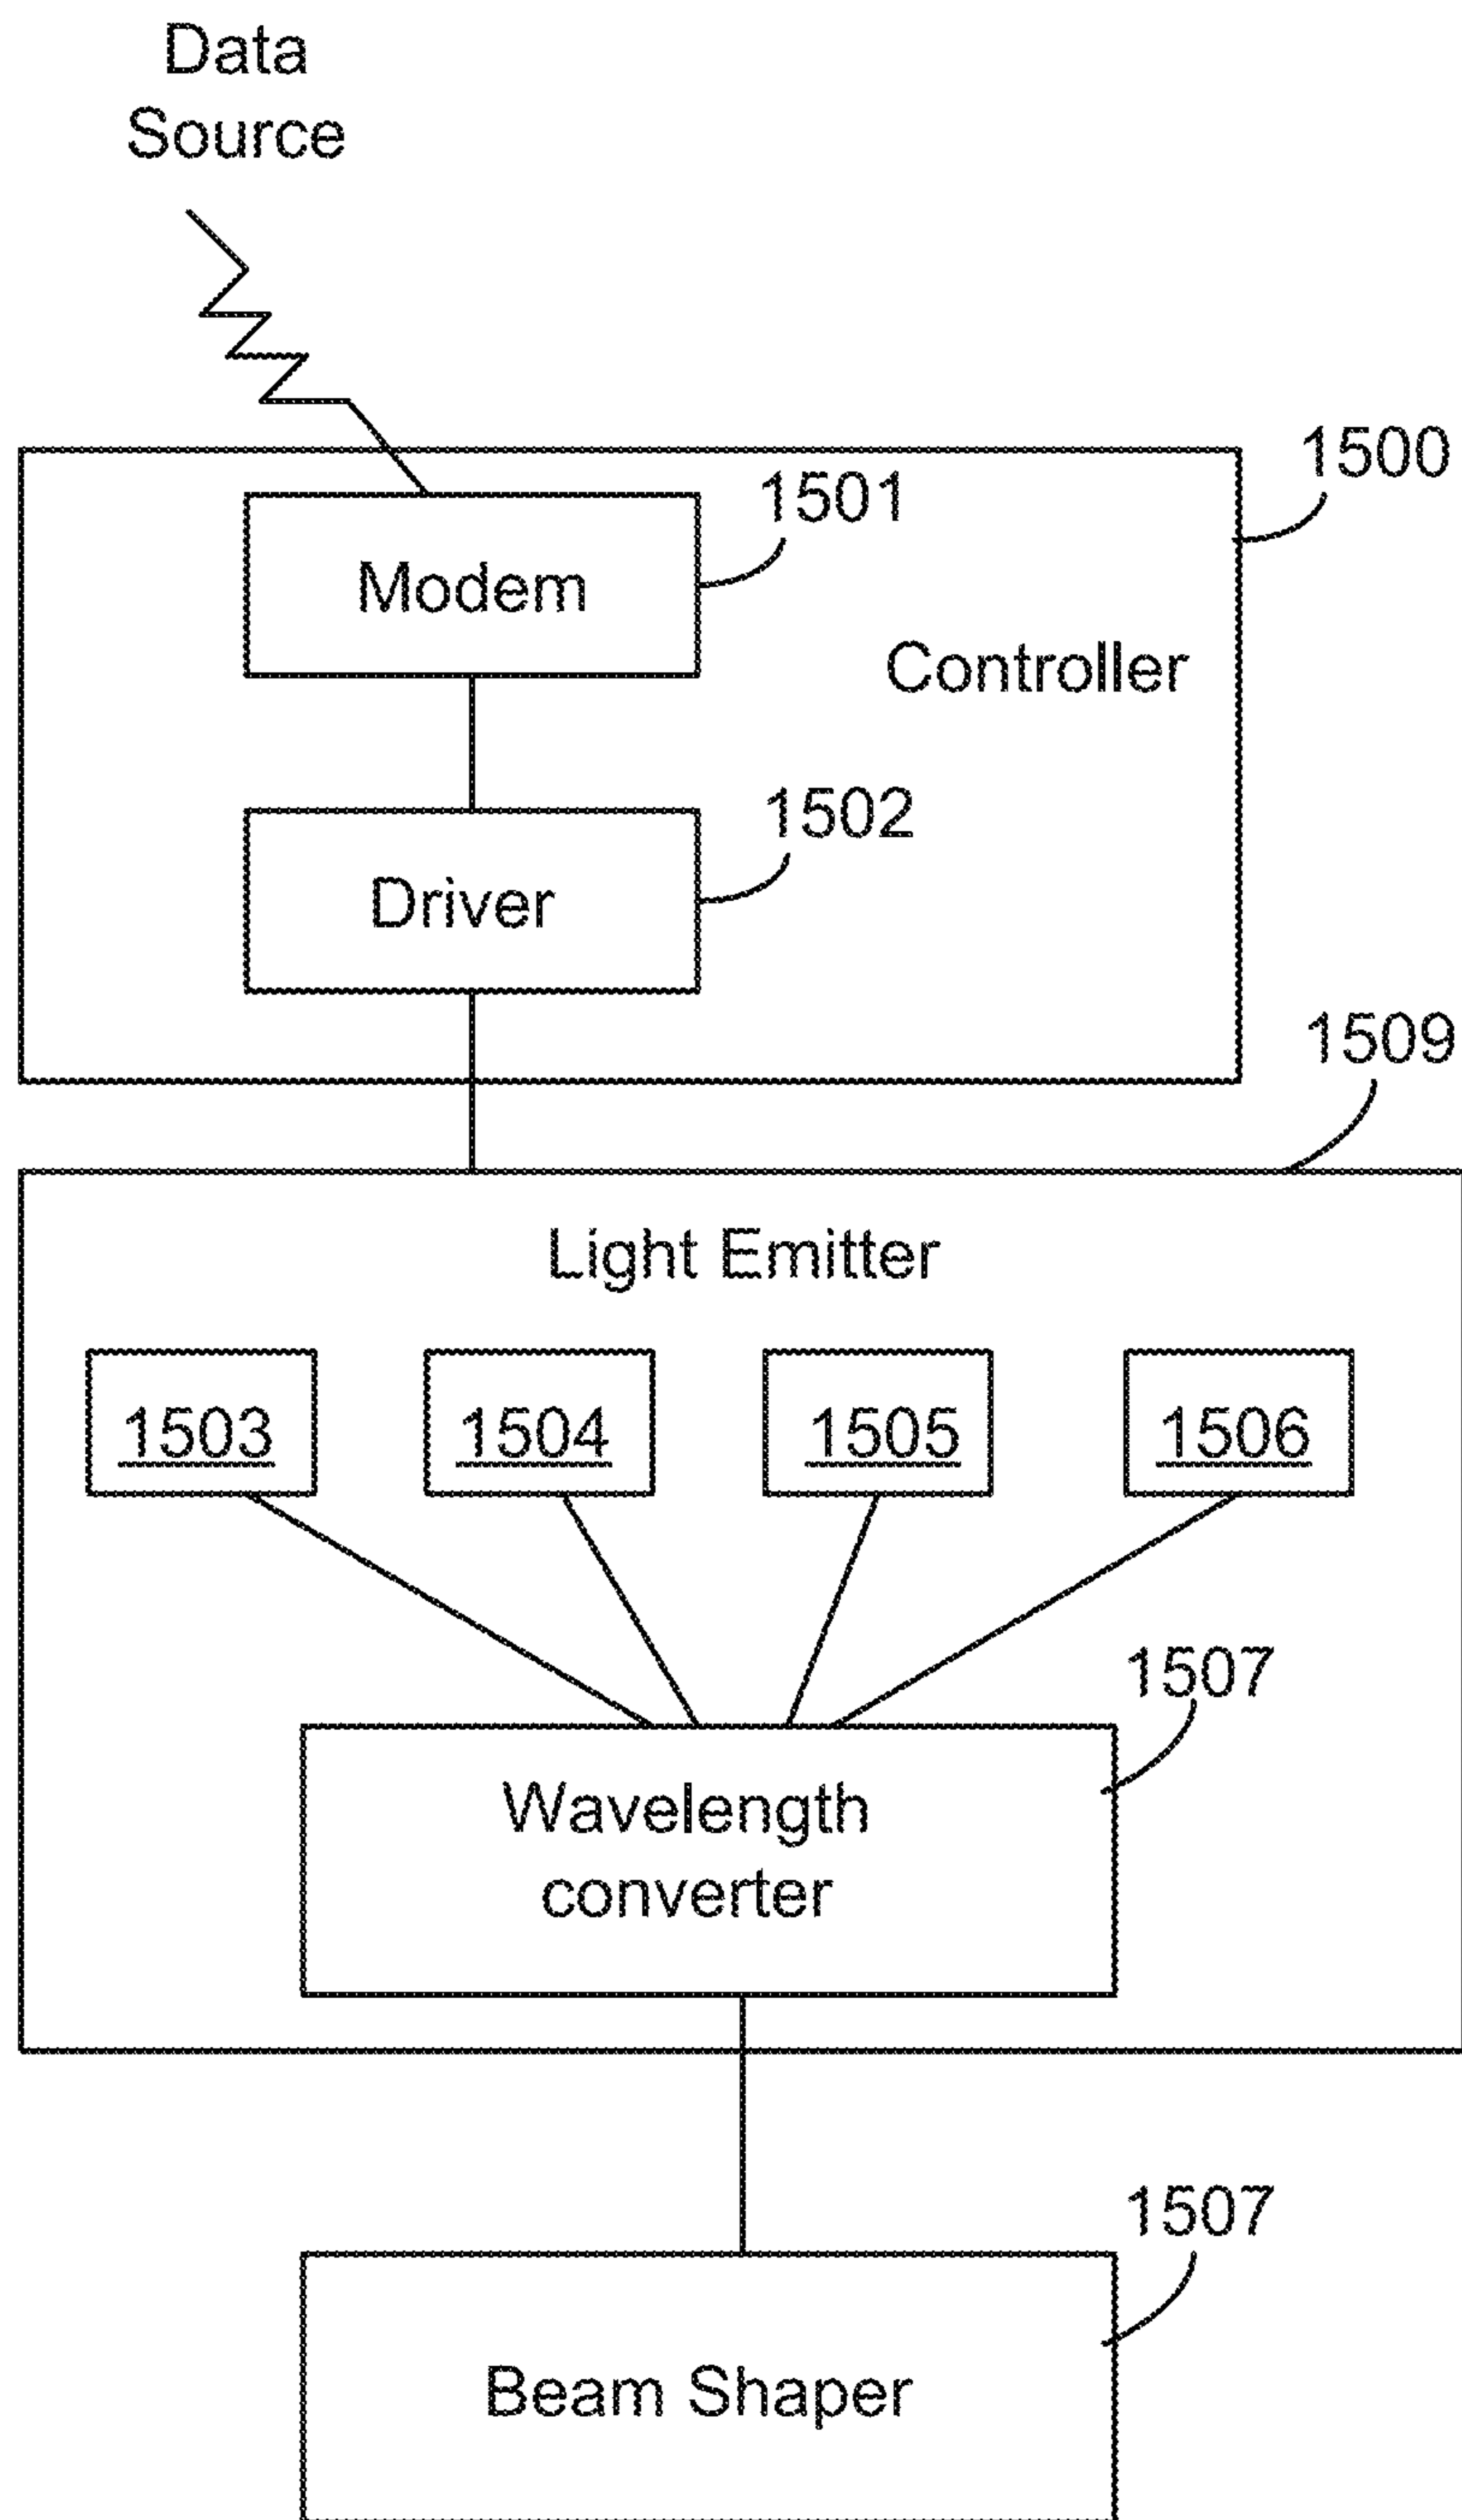 Data
Source
1500
1501
Modem
Controller
1502
Driver
1509
Light Emitter
1503 1504 1505 1506
1507
Wavelength
converter
1507
Beam Shaper